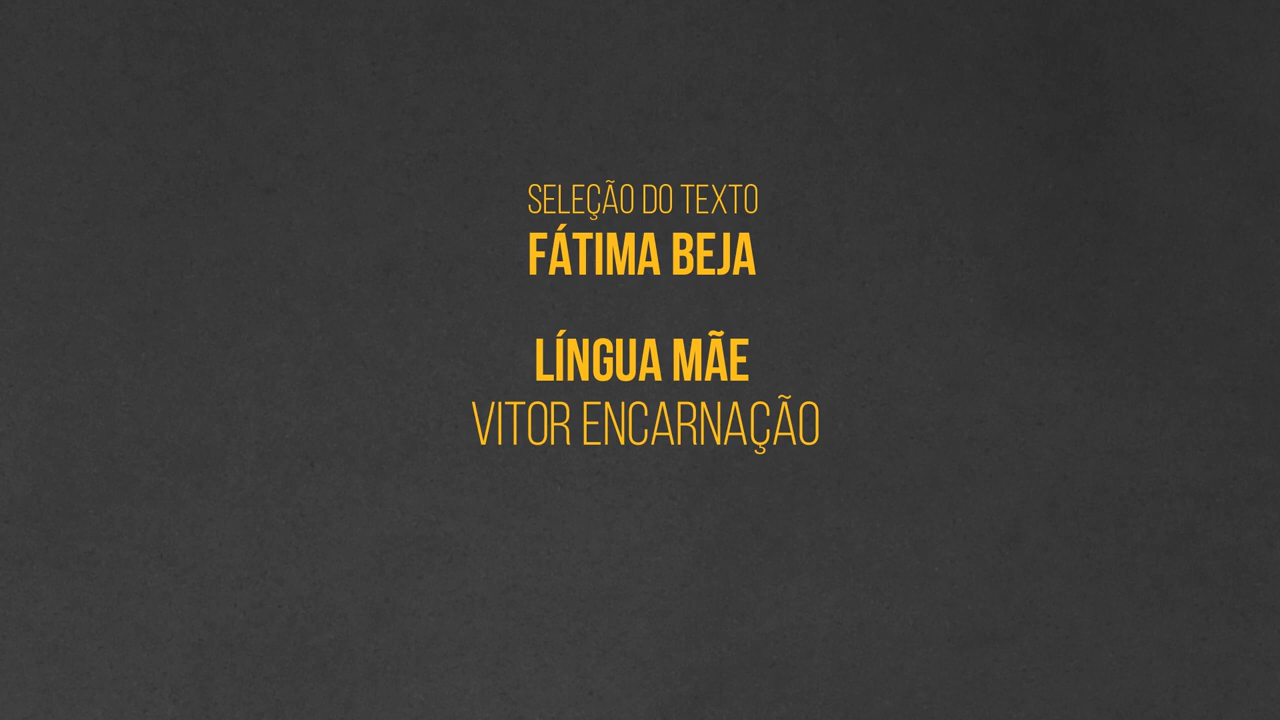 SELEÇÃO DO TEXTO
FÁTIMA BEJA
LÍNGUA MÃE
VITOR ENCARNAÇÃO